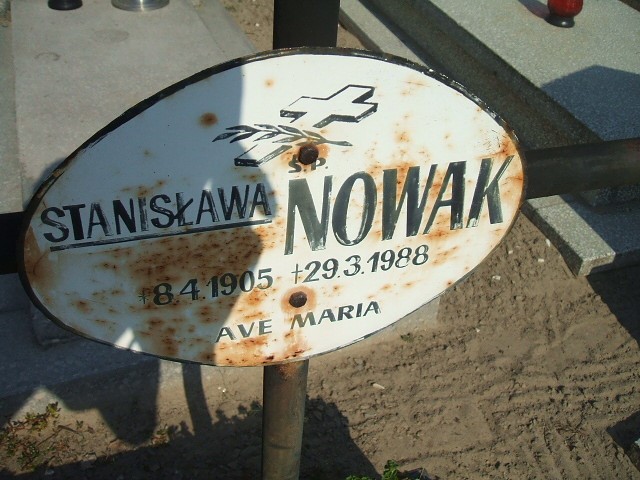 Ś.P.
STANISŁAWA NOWAK
+8.4.1905 +29.3.1988
AVE MARIA